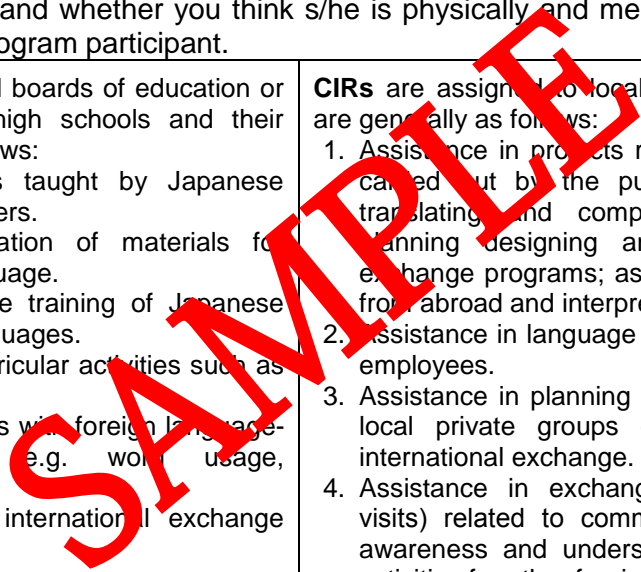 and whether you think s/he is physically and me
ogram participant.
l boards of education or
high schools and their
ws:
s taught by Japanese
ers.
ation of materials fo
uage.
e training of Japanese
uages.
ricular activities such as
s with foreign language-
e.g. word usage,
international exchange
CIRs are assigned to local
are generally as follows:
1. Assistance in projects r
carried out by the pu
translating and comp
planning designing a
exchange programs; as
from abroad and interpre
2. Assistance in language
employees.
3. Assistance in planning
local private groups
international exchange.
4. Assistance in exchang
visits) related to comm
awareness and unders
SAMPLE